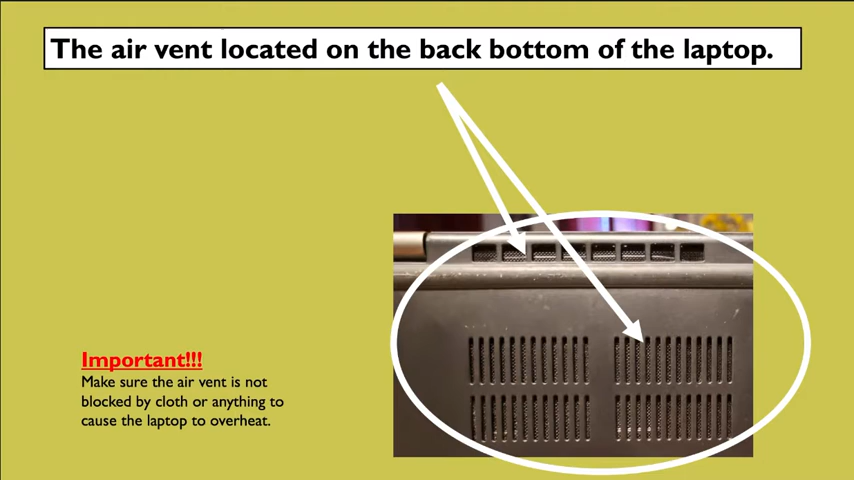 The air vent located on the back bottom of the laptop.
Important!!!
Make sure the air vent is not
blocked by cloth or anything to
cause the laptop to overheat.